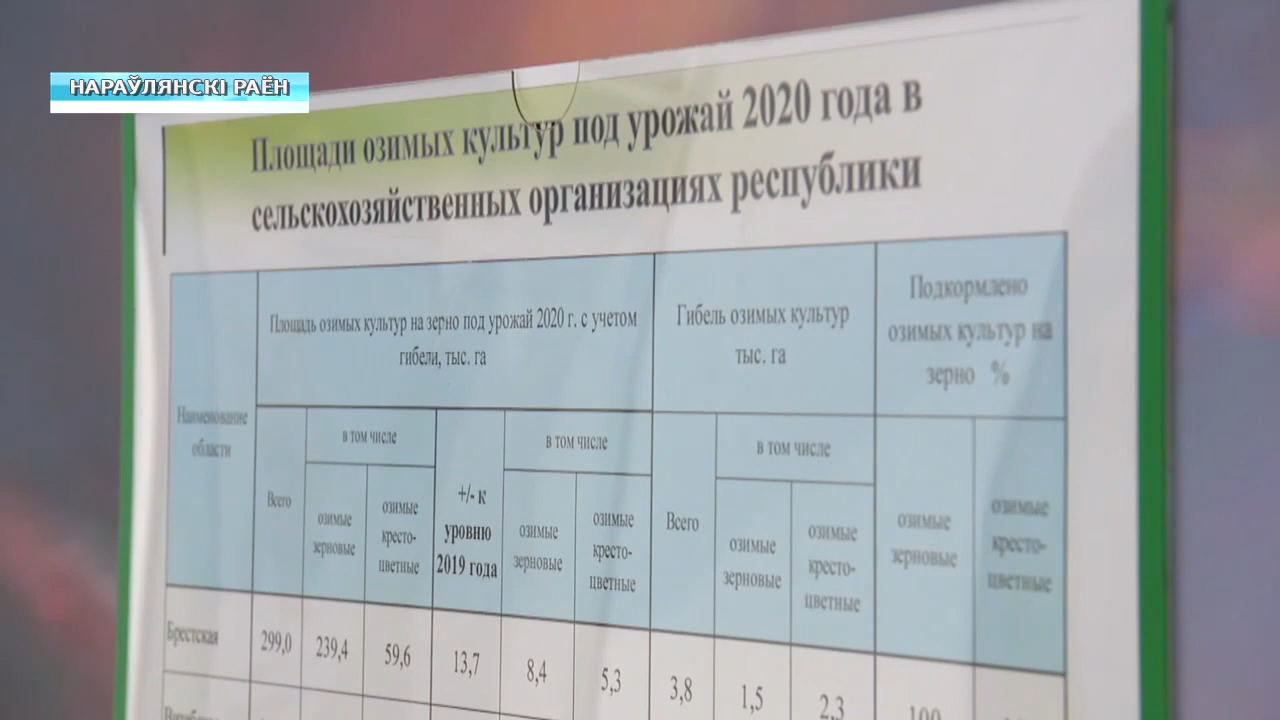 НАРАЎЛЯНСКІ РАЁН
Площади озимых культур под урожай 2020 года в
сельскохозяйственных организациях республики
Наименование
области
Площадь озимых культур на зерно под урожай 2020 г. с учетом
гибели, тыс. га
Гибель озимых культур
тыс. га
Подкормлено
озимых культур на
зерно %
Всего
в том числе
озимые
зерновые
озимые
кресто-
цветные
+/- к
уровню
2019 года
в том числе
озимые
зерновые
озимые
кресто-
цветные
Всего
в том числе
озимые
зерновые
озимые
кресто-
цветные
озимые
зерновые
озимые
кресто-
цветные
Брестская 299,0 239,4 59,6 13,7 8,4 5,3 3,8 1,5 2,3 100